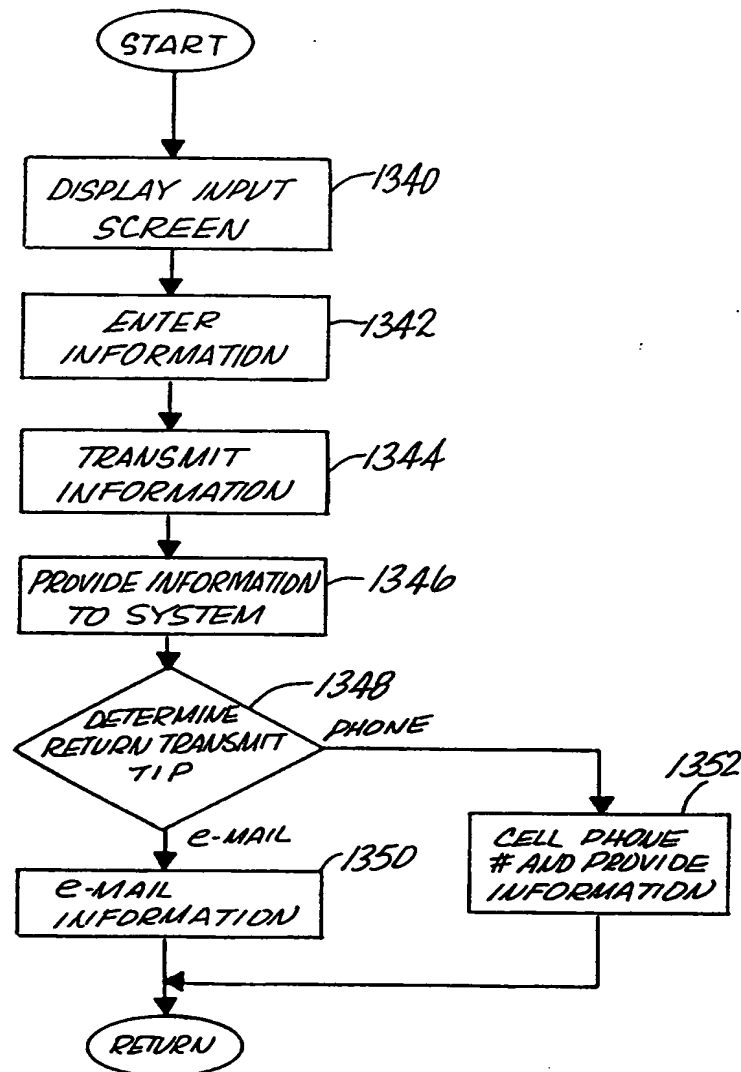 START
DISPLAY INPUT
SCREEN
1340
ENTER
INFORMATION
1342
TRANSMIT
INFORMATION
1344
PROVIDE INFORMATION
TO SYSTEM
1346
DETERMINE
RETURN TRANSMIT
TIP
1348
PHONE
e-MAIL
e-MAIL
INFORMATION
1350
CELL PHONE
# AND PROVIDE
INFORMATION
1352
RETURN